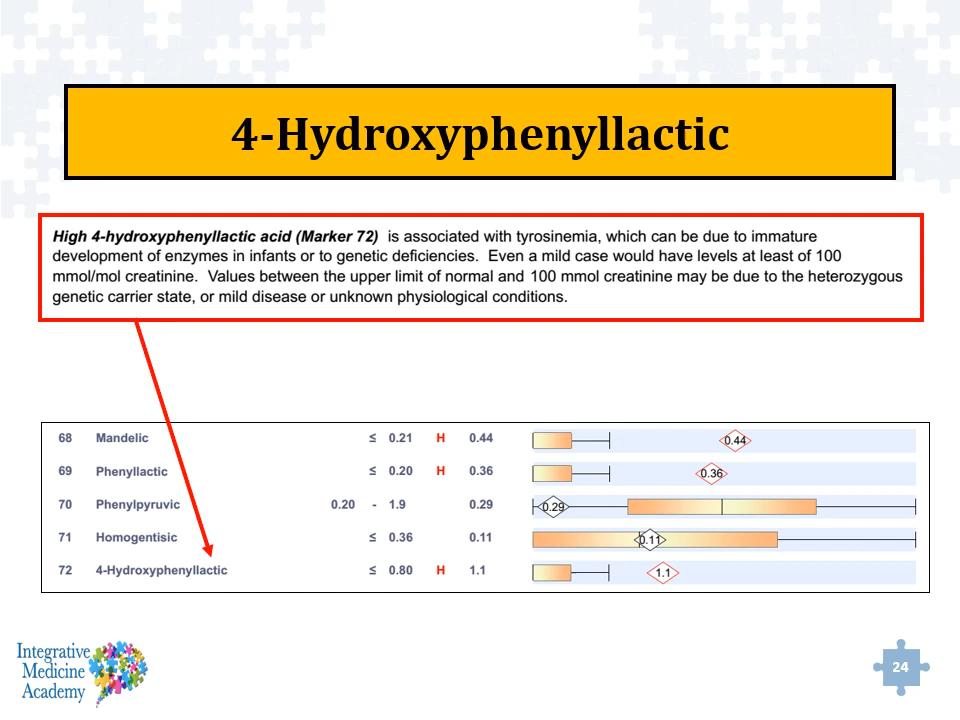 4-Hydroxyphenyllactic
High 4-hydroxyphenyllactic acid (Marker 72) is associated with tyrosinemia, which can be due to immature
development of enzymes in infants or to genetic deficiencies. Even a mild case would have levels at least of 100
mmol/mol creatinine. Values between the upper limit of normal and 100 mmol creatinine may be due to the heterozygous
genetic carrier state, or mild disease or unknown physiological conditions.
68 Mandelic ≤ 0.21 H 0.44 0.44
69 Phenyllactic ≤ 0.20 H 0.36 0.36
70 Phenylpyruvic 0.20 - 1.9 0.29 0.29
71 Homogentisic ≤ 0.36 0.11 0.11
72 4-Hydroxyphenyllactic ≤ 0.80 H 1.1 1.1
Integrative
Medicine
Academy
24